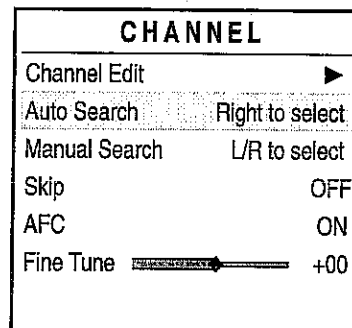 CHANNEL
Channel Edit
Auto Search Right to select
Manual Search L/R to select
Skip OFF
AFC ON
Fine Tune +00